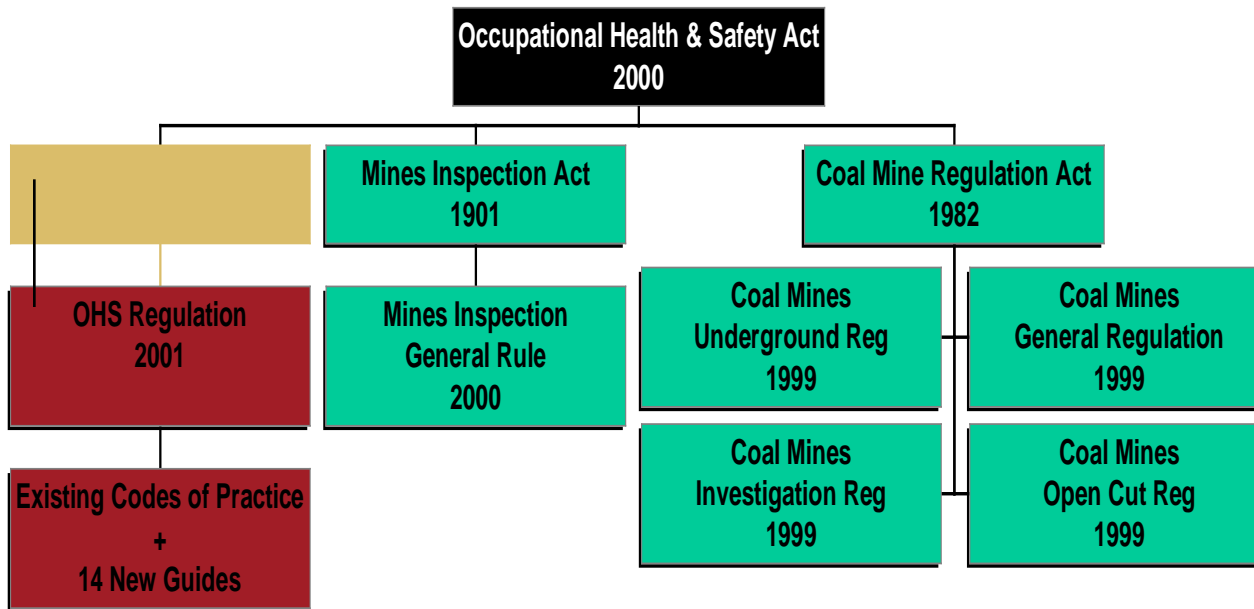 Occupational Health & Safety Act
2000
Mines Inspection Act
1901
Coal Mine Regulation Act
1982
OHS Regulation
2001
Mines Inspection
General Rule
2000
Coal Mines
Underground Reg
1999
Coal Mines
General Regulation
1999
Existing Codes of Practice
+
14 New Guides
Coal Mines
Investigation Reg
1999
Coal Mines
Open Cut Reg
1999